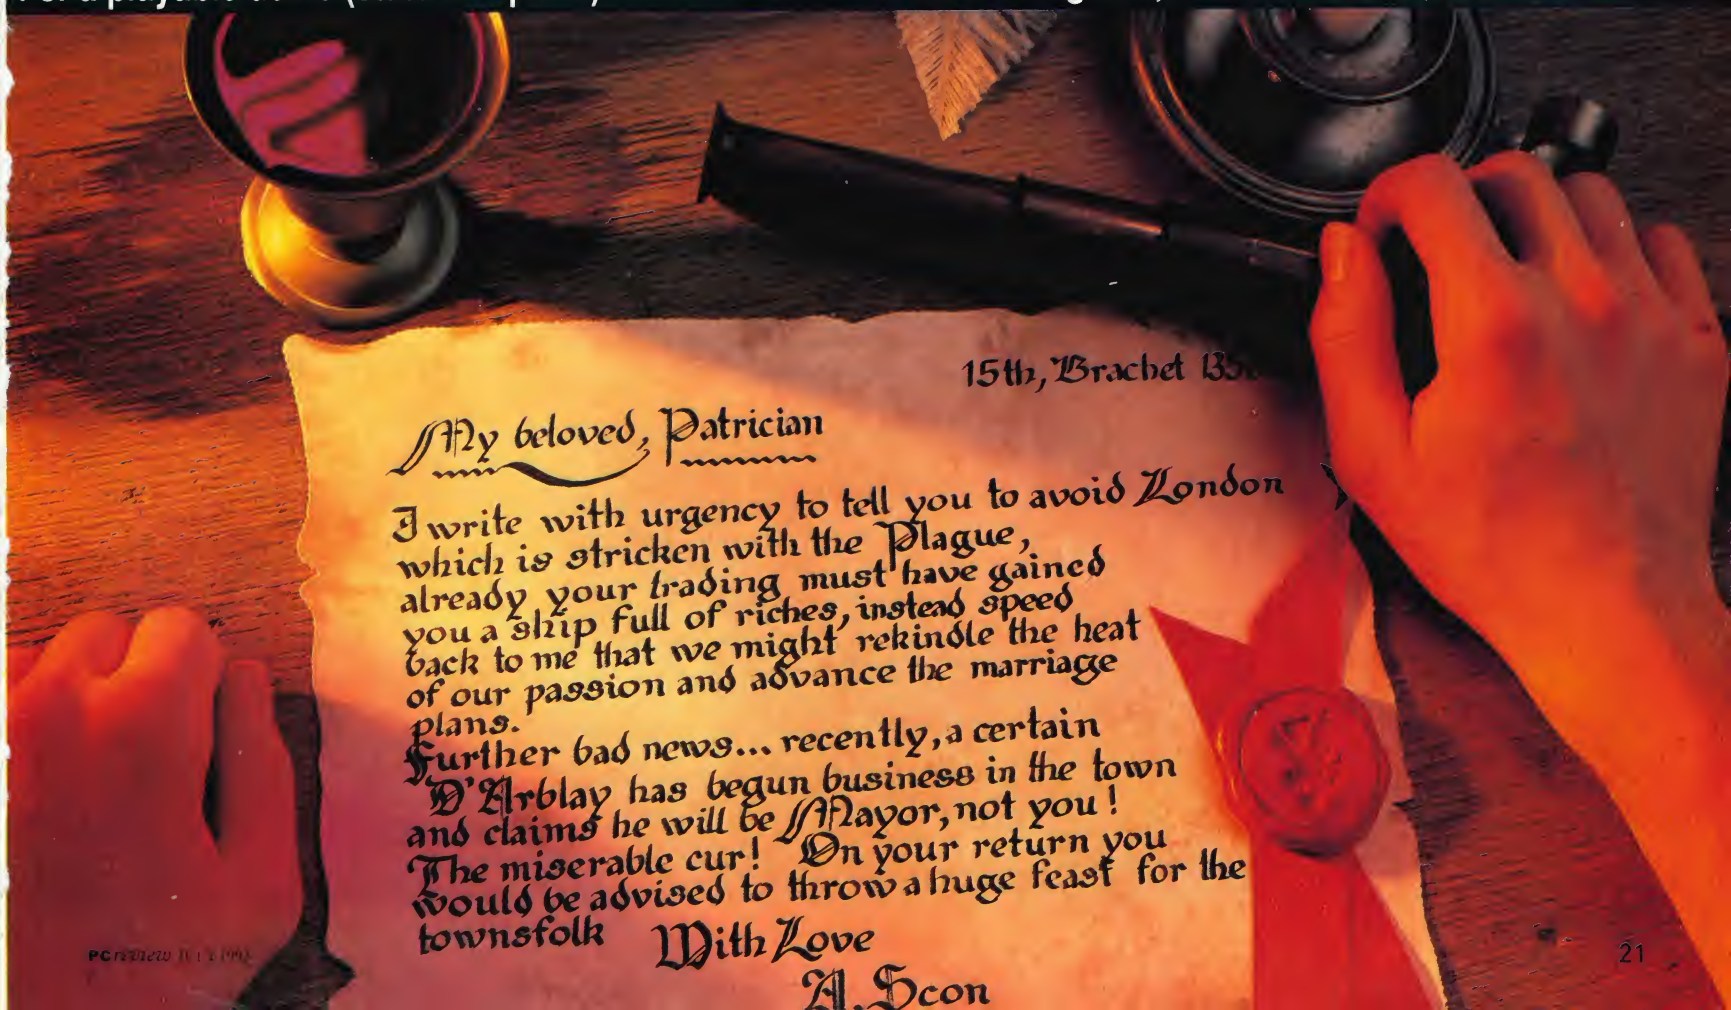 a playable demo
15th, Brachet
My beloved, Patrician
I write with urgency to tell you to avoid London
which is stricken with the Plague,
already your trading must have gained
you a ship full of riches, instead speed
back to me that we might rekindle the heat
of our passion and advance the marriage
plans.
Further bad news... recently, a certain
D'Arblay has begun business in the town
and claims he will be Mayor, not you!
The miserable cur! On your return you
would be advised to throw a huge feast for the
townsfolk With Love
A. Scon
PC review
21